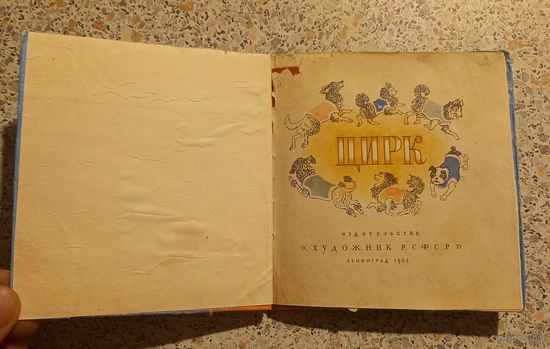 ЦИРК
ИЗДАТЕЛЬСТВО
«ХУДОЖНИК РСФСР»
ЛЕНИНГРАД 1964